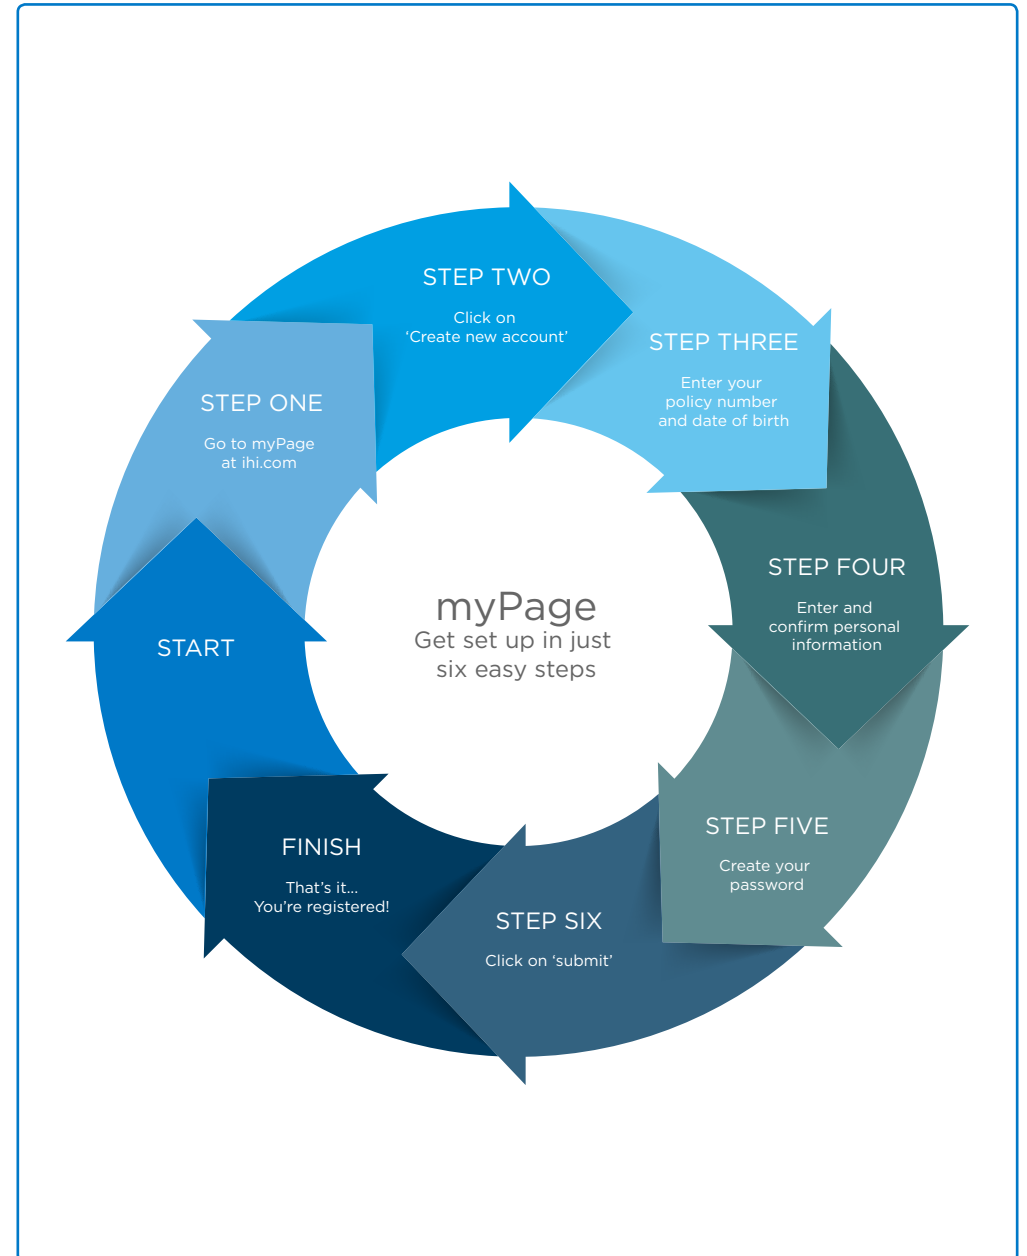 myPage
Get set up in just
six easy steps
START
STEP ONE
Go to myPage
at ihi.com
STEP TWO
Click on
‘Create new account’
STEP THREE
Enter your
policy number
and date of birth
STEP FOUR
Enter and
confirm personal
information
STEP FIVE
Create your
password
STEP SIX
Click on ‘submit’
FINISH
That’s it...
You’re registered!